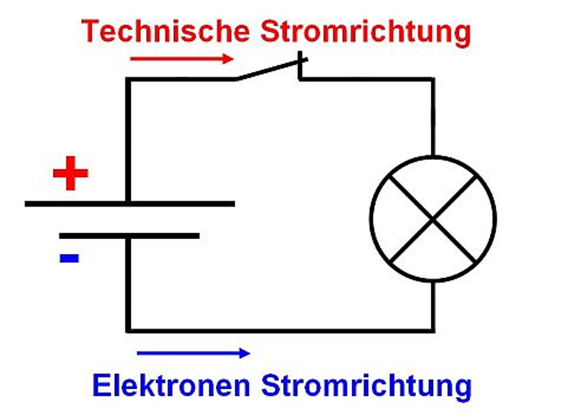 Technische Stromrichtung
+
-
Elektronen Stromrichtung